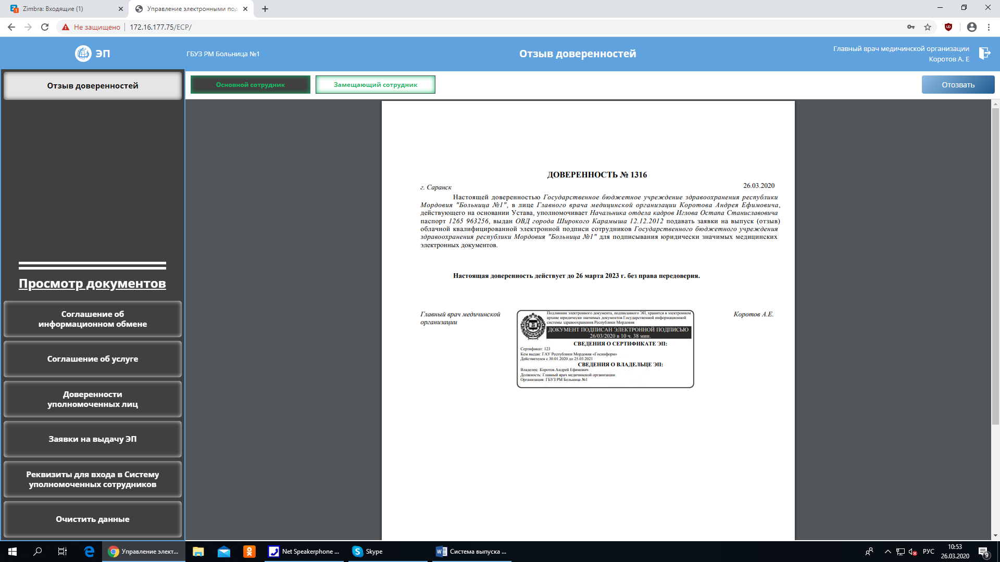 Zimbra: Входящие (1)
Управление электронными под
Не защищено
172.16.177.75/ECP/
ЭП
ГБУЗ РМ Больница №1
Отзыв доверенностей
Главный врач медицинской организации
Коротов А. Е
Отзыв доверенностей
Основной сотрудник
Замещающий сотрудник
Отозвать
Просмотр документов
Соглашение об
информационном обмене
Соглашение об услуге
Доверенности
уполномоченных лиц
Заявки на выдачу ЭП
Реквизиты для входа в Систему
уполномоченных сотрудников
Очистить данные
ДОВЕРЕННОСТЬ № 1316
г. Саранск
26.03.2020
Настоящей доверенностью Государственное бюджетное учреждение здравоохранения республики
Мордовия "Больница №1", в лице Главного врача медицинской организации Коротова Андрея Ефимовича,
действующего на основании Устава, уполномочивает Начальника отдела кадров Иглова Остапа Станиславовича
паспорт 1265 963256, выдан ОВД города Широкого Карамыша 12.12.2012 подавать заявки на выпуск (отзыв)
облачной квалифицированной электронной подписи сотрудников Государственного бюджетного учреждения
здравоохранения республики Мордовия "Больница №1" для подписывания юридически значимых медицинских
электронных документов.
Настоящая доверенность действует до 26 марта 2023 г. без права передоверия.
Главный врач медицинской
организации
Подлинник электронного документа, подписанного ЭП, хранится в электронном
архиве юридически значимых документов Государственной информационной
системы здравоохранения Республики Мордовия
ДОКУМЕНТ ПОДПИСАН ЭЛЕКТРОННОЙ ПОДПИСЬЮ
26/03/2020 в 10 ч. 38 мин.
СВЕДЕНИЯ О СЕРТИФИКАТЕ ЭП:
Сертификат: 123
Кем выдан: ГАУ Республики Мордовия «Госинформ»
Действителен с 30.01.2020 до 25.03.2021
СВЕДЕНИЯ О ВЛАДЕЛЬЦЕ ЭП:
Владелец: Коротов Андрей Ефимович
Должность: Главный врач медицинской организации
Организация: ГБУЗ РМ Больница №1
Коротов А.Е.
Управление элект...
Net Speakerphone ...
Skype
Система выпуска ...
РУС
10:53
26.03.2020
9